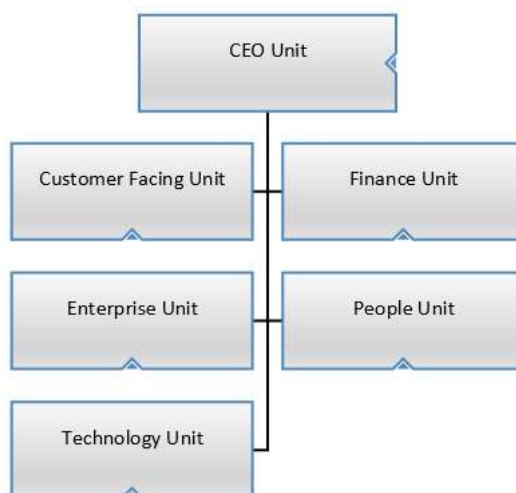 CEO Unit
Customer Facing Unit
Finance Unit
Enterprise Unit
People Unit
Technology Unit